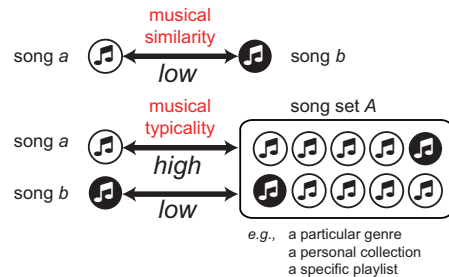 musical
similarity
song a
song b
low
musical
typicality
song set A
song a
high
song b
low
e.g., a particular genre
a personal collection
a specific playlist